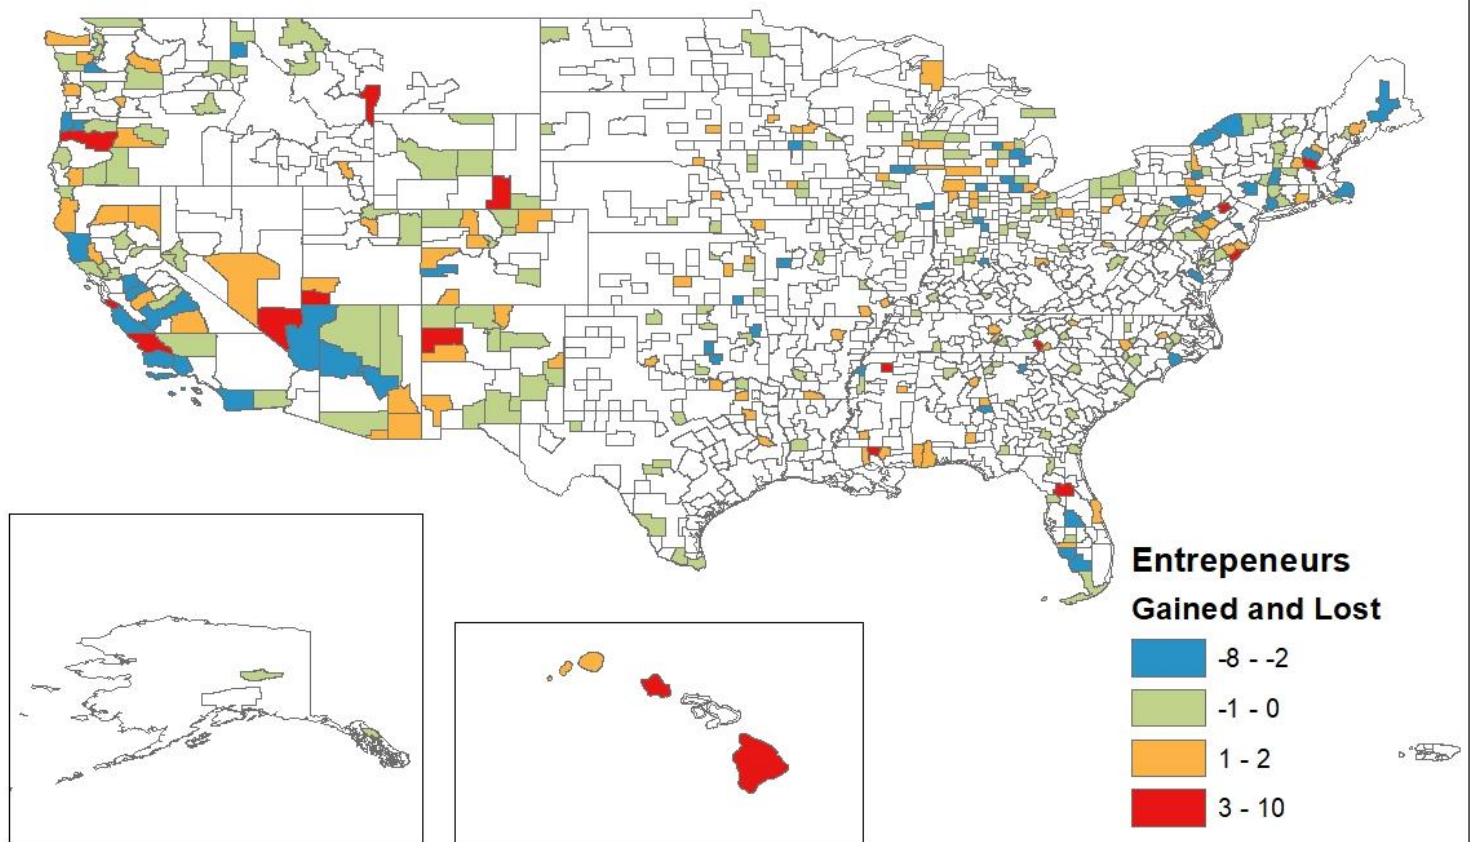 Entrepeneurs
Gained and Lost
-8 - -2
-1 - 0
1 - 2
3 - 10